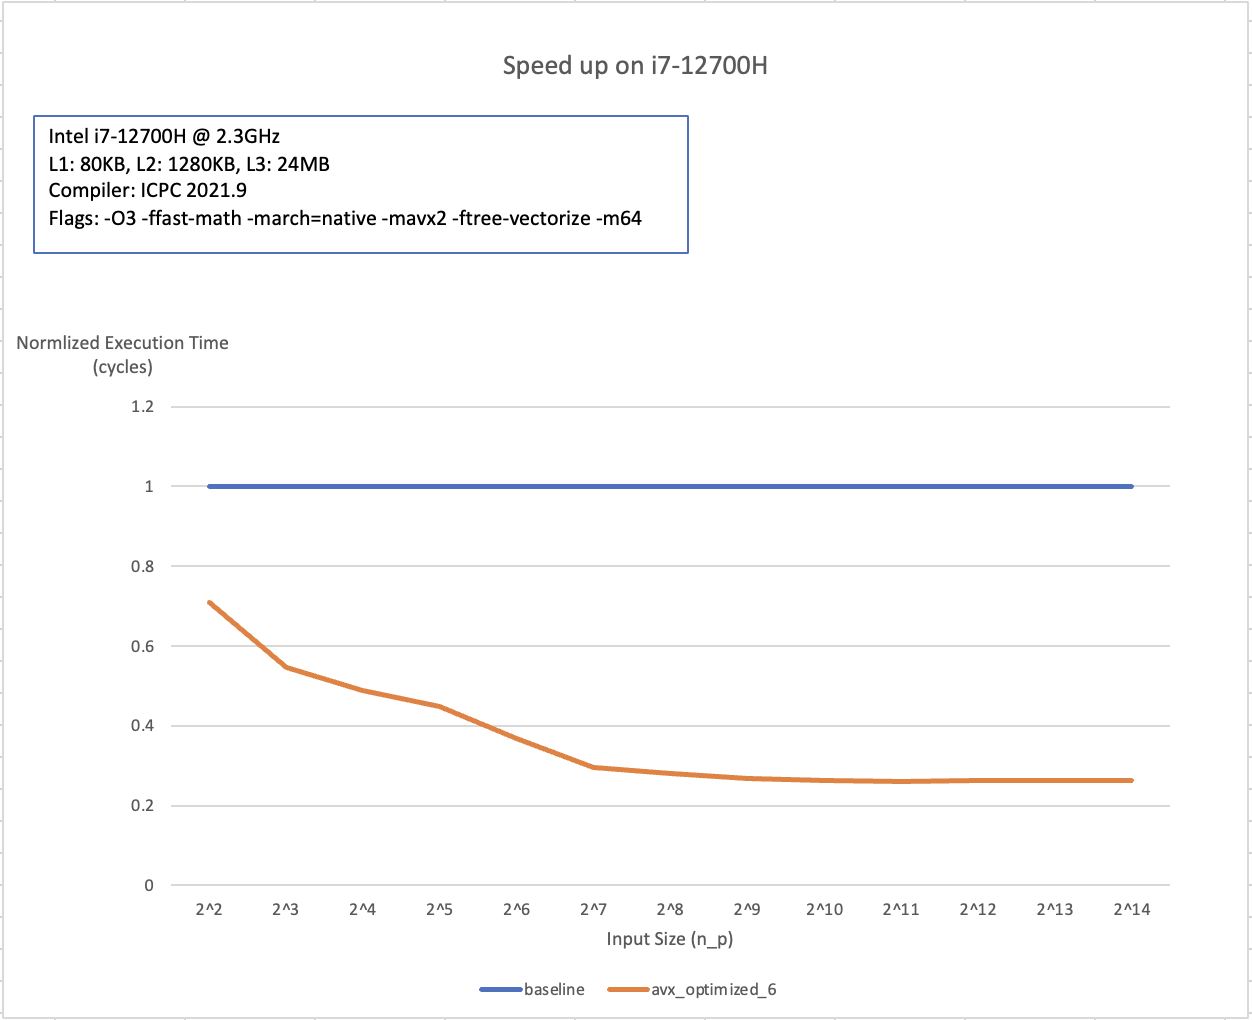 Speed up on i7-12700H
Intel i7-12700H @ 2.3GHz
L1: 80KB, L2: 1280KB, L3: 24MB
Compiler: ICPC 2021.9
Flags: -O3 -ffast-math -march=native -mavx2 -ftree-vectorize -m64
Normlized Execution Time
(cycles)
1.2
1
0.8
0.6
0.4
0.2
0
2^2 2^3 2^4 2^5 2^6 2^7 2^8 2^9 2^10 2^11 2^12 2^13 2^14
Input Size (n_p)
baseline avx_optimized_6